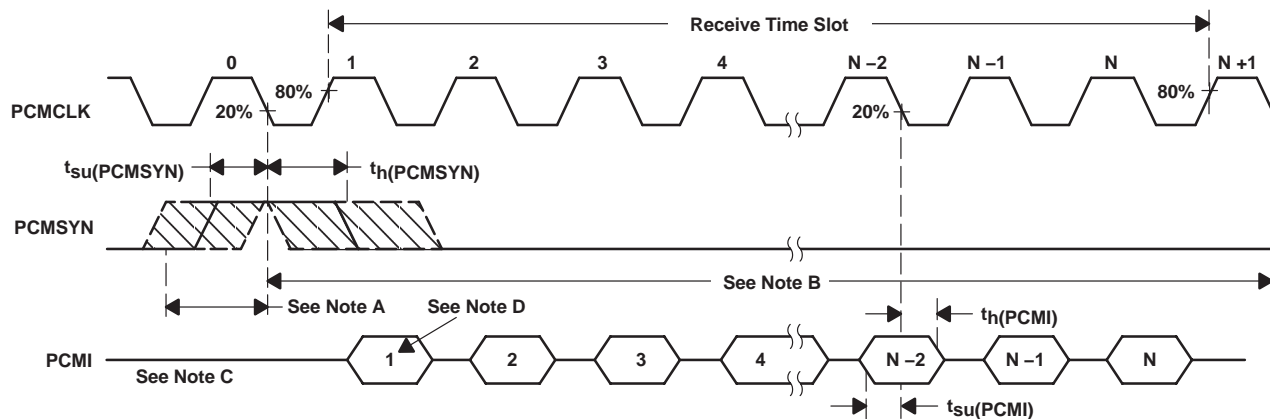 Receive Time Slot
0 1 2 3 4 N –2 N –1 N N +1
80% 80%
PCMCLK 20% 20%
tsu(PCMSYN) th(PCMSYN)
PCMSYN
See Note B
See Note A See Note D
th(PCMI)
PCMI 1 2 3 4 N –2 N –1 N
See Note C
tsu(PCMI)